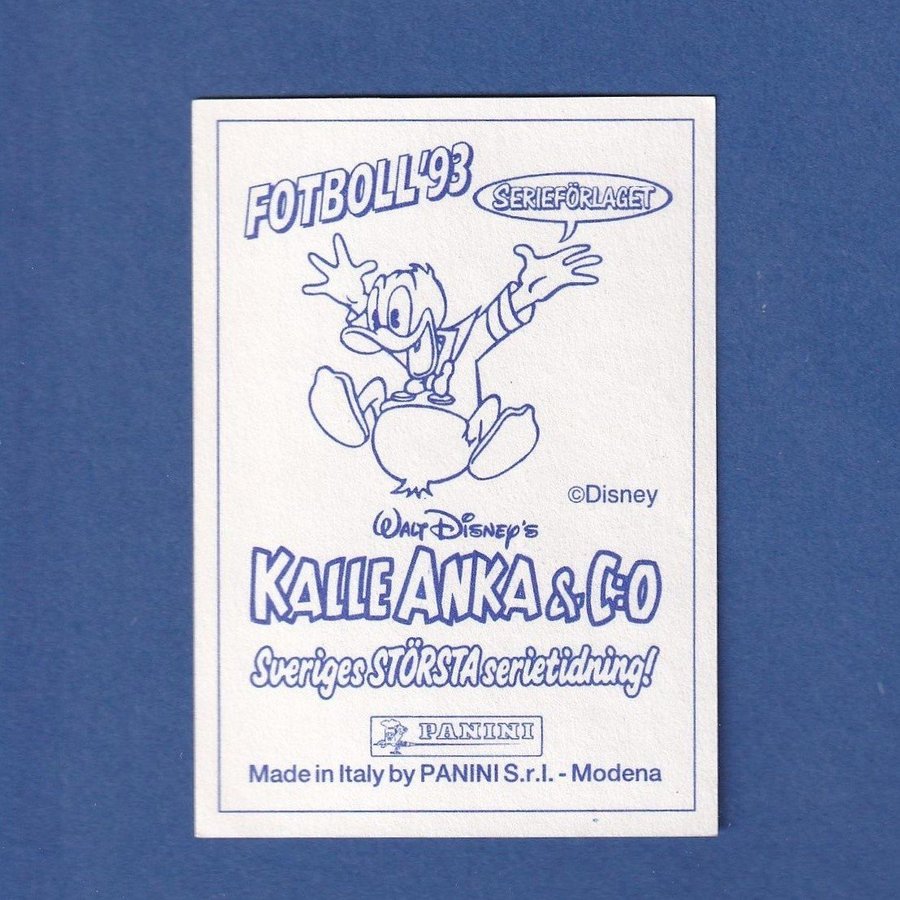 FOTBOLL'93
SERIEFÖRLAGET
©Disney
WALT DISNEY'S
KALLE ANKA & C:O
Sveriges STÖRSTA serietidning!
PANINI
Made in Italy by PANINI S.r.l. - Modena